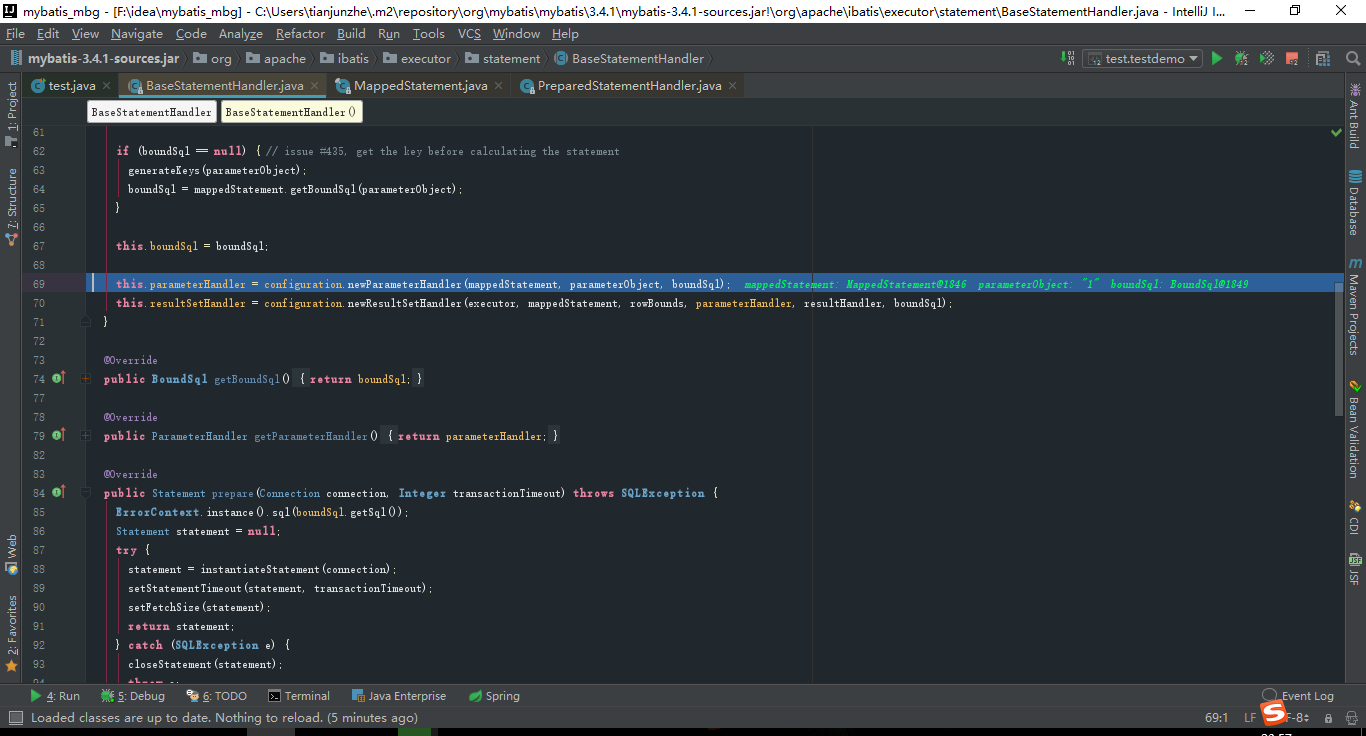 mybatis_mbg - [F:\idea\mybatis_mbg] - C:\Users\tianjunzhe\.m2\repository\org\mybatis\mybatis\3.4.1\mybatis-3.4.1-sources.jar!\org\apache\ibatis\executor\statement\BaseStatementHandler.java - IntelliJ I...
File Edit View Navigate Code Analyze Refactor Build Run Tools VCS Window Help
mybatis-3.4.1-sources.jar org apache ibatis executor statement BaseStatementHandler test.testdemo
test.java BaseStatementHandler.java MappedStatement.java PreparedStatementHandler.java
BaseStatementHandler BaseStatementHandler()
1: Project
7: Structure
Web
2: Favorites
61
62 if (boundSql == null) { // issue #435, get the key before calculating the statement
63 generateKeys(parameterObject);
64 boundSql = mappedStatement.getBoundSql(parameterObject);
65 }
66
67 this.boundSql = boundSql;
68
69 this.parameterHandler = configuration.newParameterHandler(mappedStatement, parameterObject, boundSql); mappedStatement: MappedStatement@1846 parameterObject: "1" boundSql: BoundSql@1849
70 this.resultSetHandler = configuration.newResultSetHandler(executor, mappedStatement, rowBounds, parameterHandler, resultHandler, boundSql);
71 }
72
73 @Override
74 public BoundSql getBoundSql() { return boundSql; }
77
78 @Override
79 public ParameterHandler getParameterHandler() { return parameterHandler; }
82
83 @Override
84 public Statement prepare(Connection connection, Integer transactionTimeout) throws SQLException {
85 ErrorContext.instance().sql(boundSql.getSql());
86 Statement statement = null;
87 try {
88 statement = instantiateStatement(connection);
89 setStatementTimeout(statement, transactionTimeout);
90 setFetchSize(statement);
91 return statement;
92 } catch (SQLException e) {
93 closeStatement(statement);
Ant Build
Database
Maven Projects
Bean Validation
CDI
JSF
4: Run 5: Debug 6: TODO Terminal Java Enterprise Spring Event Log
Loaded classes are up to date. Nothing to reload. (5 minutes ago) 69:1 LF F-8